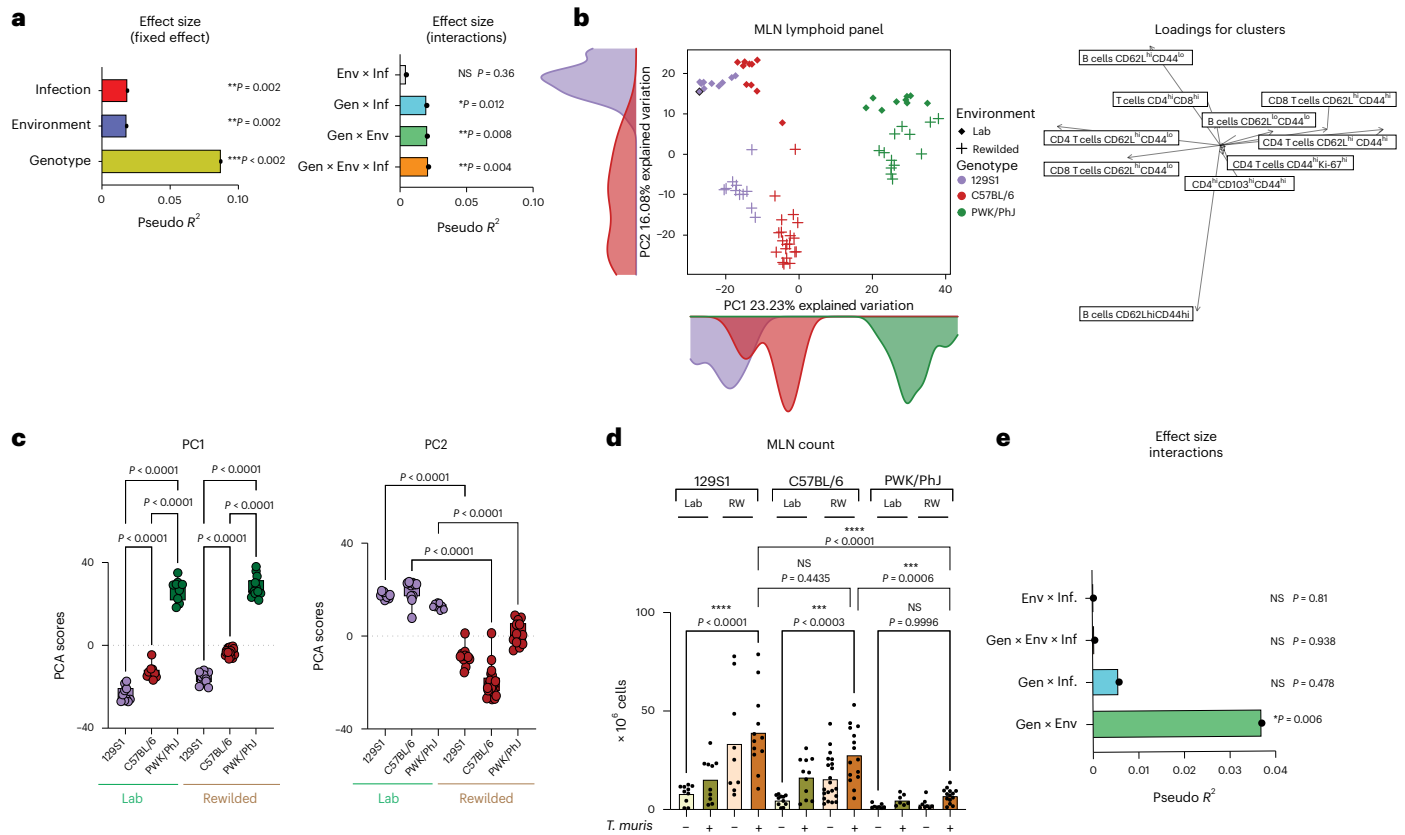 a
Effect size
(fixed effect)
Infection
Environment
Genotype
**P = 0.002
**P = 0.002
***P < 0.002
0
0.05
0.10
Pseudo R²
Effect size
(interactions)
Env × Inf
Gen × Inf
Gen × Env
Gen × Env × Inf
NS P = 0.36
*P = 0.012
**P = 0.008
**P = 0.004
0
0.05
0.10
Pseudo R²
b
MLN lymphoid panel
PC2 16.08% explained variation
20
10
0
−10
−20
−20
0
20
40
PC1 23.23% explained variation
Environment
Lab
Rewilded
Genotype
129S1
C57BL/6
PWK/PhJ
Loadings for clusters
B cells CD62LhiCD44lo
T cells CD4hiCD8hi
CD8 T cells CD62LhiCD44hi
B cells CD62LloCD44lo
CD4 T cells CD62LhiCD44lo
CD4 T cells CD62Lhi CD44hi
CD8 T cells CD62LhiCD44lo
CD4 T cells CD44hiKi-67hi
CD4hiCD103hiCD44hi
B cells CD62LhiCD44hi
c
PC1
P < 0.0001
P < 0.0001
P < 0.0001
P < 0.0001
P < 0.0001
P < 0.0001
PCA scores
40
0
−40
129S1
C57BL/6
PWK/PhJ
129S1
C57BL/6
PWK/PhJ
Lab
Rewilded
PC2
P < 0.0001
P < 0.0001
P < 0.0001
PCA scores
40
0
−40
129S1
C57BL/6
PWK/PhJ
129S1
C57BL/6
PWK/PhJ
Lab
Rewilded
d
MLN count
129S1
C57BL/6
PWK/PhJ
Lab
RW
Lab
RW
Lab
RW
****
P < 0.0001
NS
P = 0.4435
***
P = 0.0006
****
P < 0.0001
***
P < 0.0003
NS
P = 0.9996
× 10⁶ cells
100
50
0
T. muris
− + − + − + − + − + − +
e
Effect size
interactions
Env × Inf.
Gen × Env × Inf
Gen × Inf.
Gen × Env
NS P = 0.81
NS P = 0.938
NS P = 0.478
*P = 0.006
0
0.01
0.02
0.03
0.04
Pseudo R²